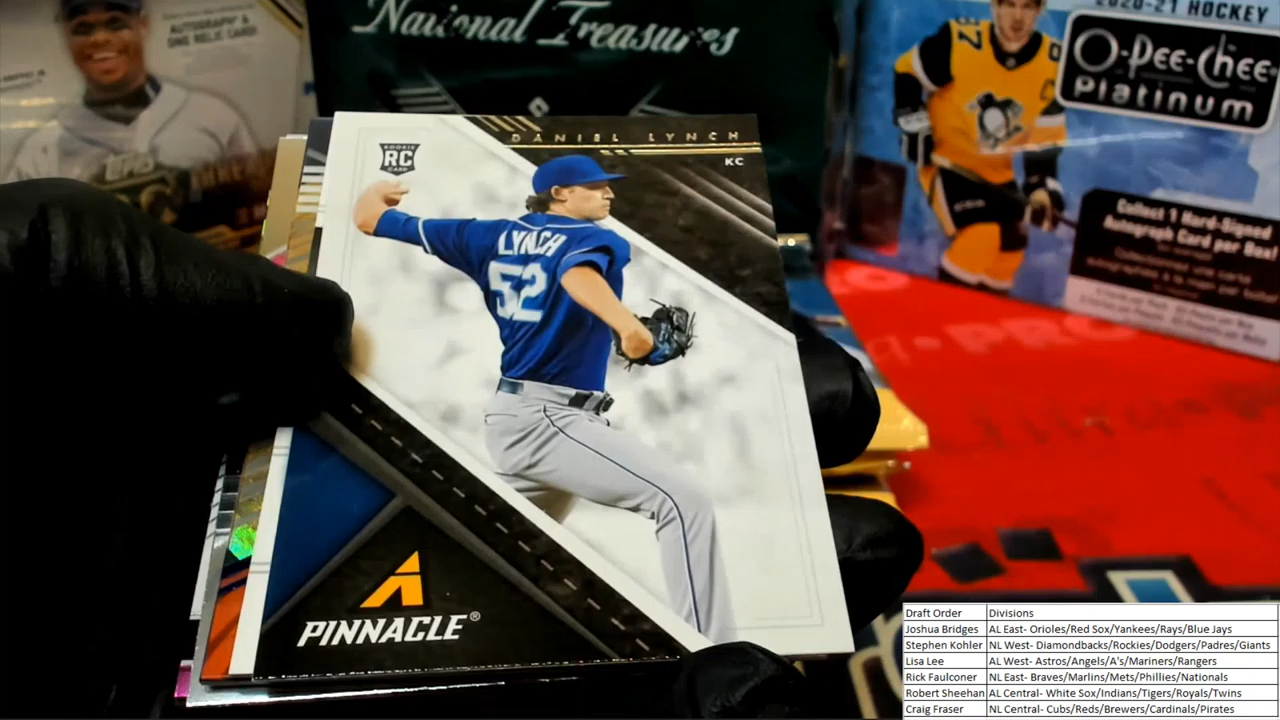 AUTOGRAPH &
ONE RELIC CARD!
National Treasures
2020-21 HOCKEY
O-PEE-CHEE
Platinum
87
C
Collect 1 Hard-Signed
Autograph Card per Box!
DANIEL LYNCH
KC
ROOKIE
RC
CARD
LYNCH
52
PINNACLE®
Draft Order Divisions
Joshua Bridges AL East- Orioles/Red Sox/Yankees/Rays/Blue Jays
Stephen Kohler NL West- Diamondbacks/Rockies/Dodgers/Padres/Giants
Lisa Lee AL West- Astros/Angels/A's/Mariners/Rangers
Rick Faulconer NL East- Braves/Marlins/Mets/Phillies/Nationals
Robert Sheehan AL Central- White Sox/Indians/Tigers/Royals/Twins
Craig Fraser NL Central- Cubs/Reds/Brewers/Cardinals/Pirates